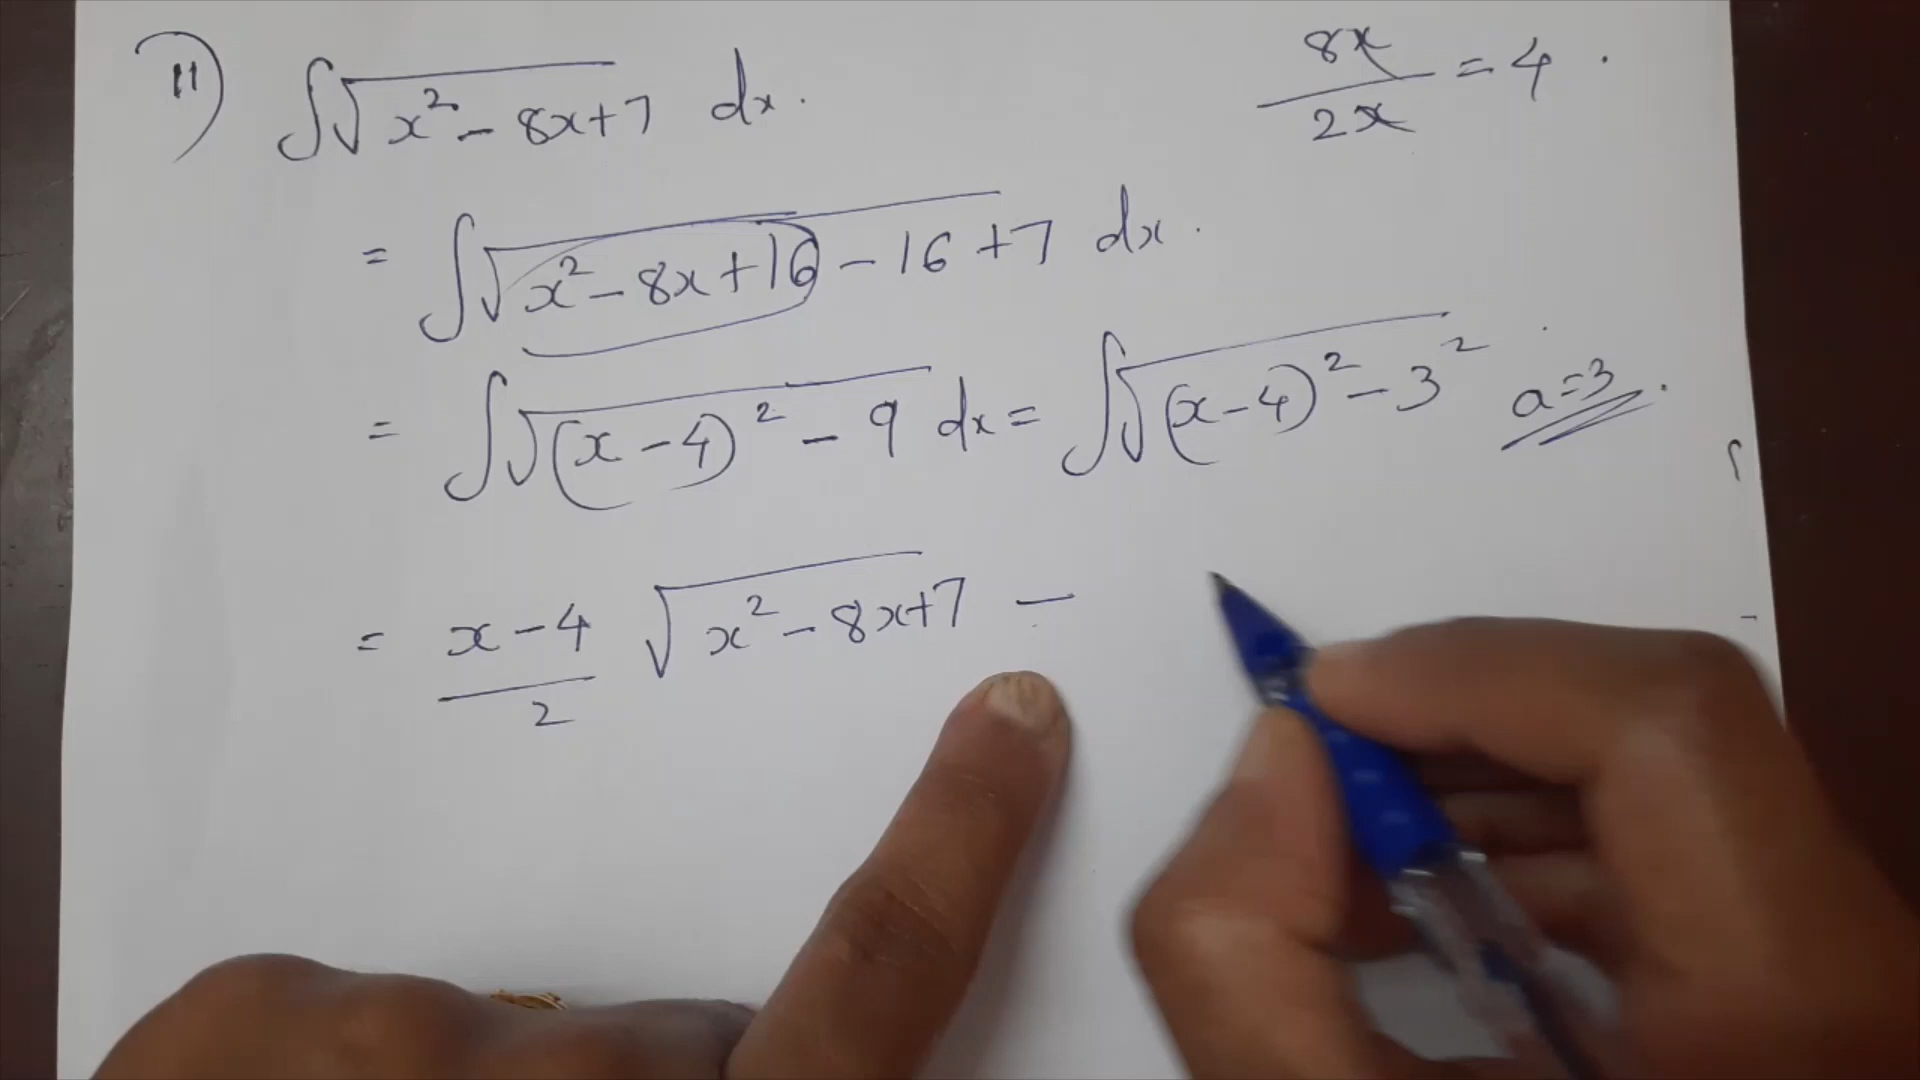 11) ∫√(x² - 8x+7) dx.
8x/2x = 4 .
= ∫√(x² - 8x+16 - 16 +7) dx .
= ∫√((x-4)² - 9) dx = ∫√((x-4)² - 3²) a=3 .
= (x-4)/2 √(x² - 8x+7) -